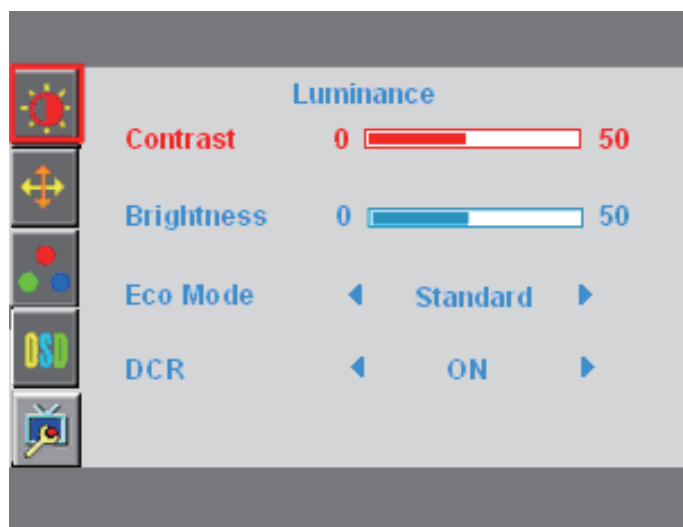 Luminance
Contrast 0 50
Brightness 0 50
Eco Mode Standard
DCR ON
OSD